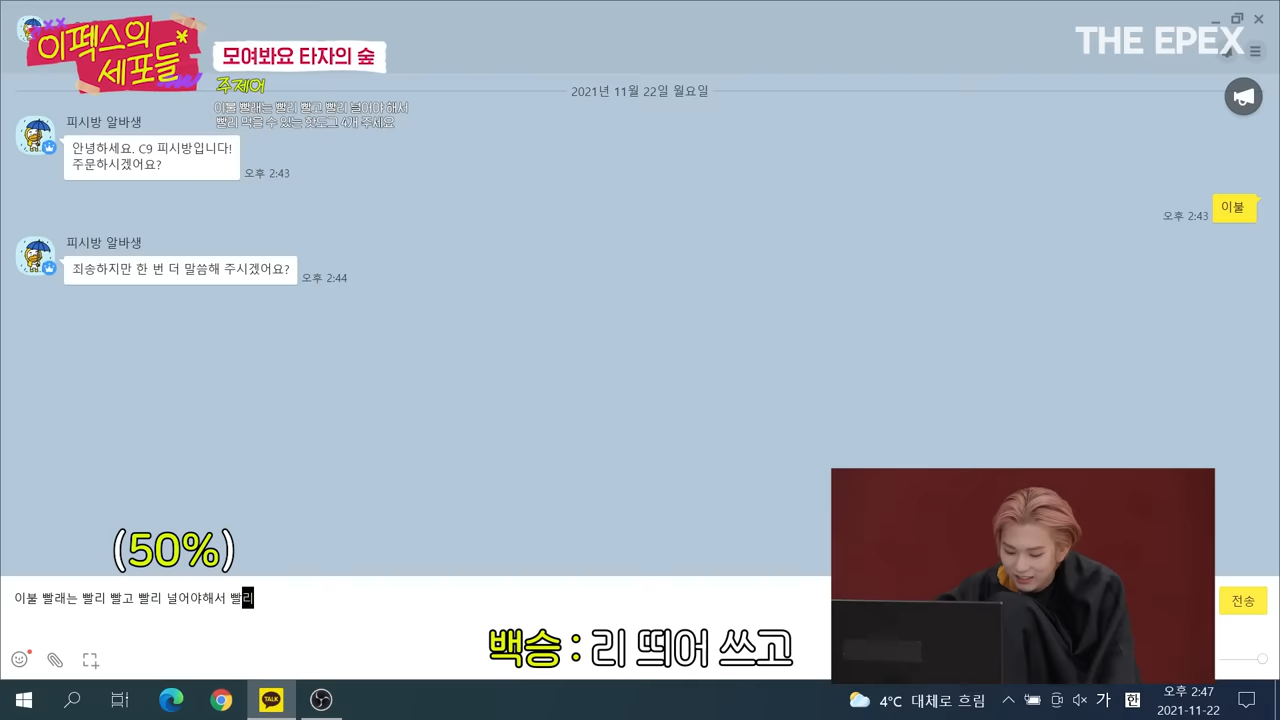 이펙스의
세포들
모여봐요 타자의 숲
THE EPEX
주제어
이불 빨래는 빨리 빨고 빨리 널어야 해서
빨리 먹을 수 있는 핫도그 4개 주세요
2021년 11월 22일 월요일
피시방 알바생
안녕하세요. C9 피시방입니다!
주문하시겠어요?
오후 2:43
이불
오후 2:43
피시방 알바생
죄송하지만 한 번 더 말씀해 주시겠어요?
오후 2:44
(50%)
이불 빨래는 빨리 빨고 빨리 널어야해서 빨리
전송
백승 : 리 띄어 쓰고
TALK
4°C 대체로 흐림
가
한
오후 2:47
2021-11-22